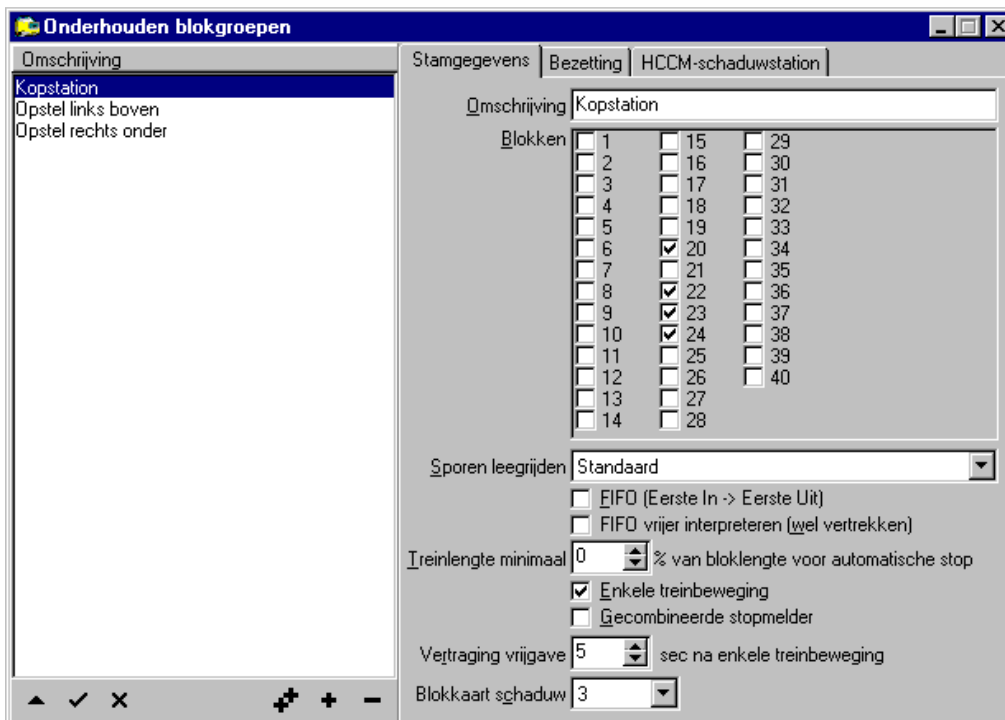 Onderhouden blokgroepen
Omschrijving
Kopstation
Opstel links boven
Opstel rechts onder
Stamgegevens Bezetting HCCM-schaduwstation
Omschrijving Kopstation
Blokken 1 15 29
2 16 30
3 17 31
4 18 32
5 19 33
6 20 34
7 21 35
8 22 36
9 23 37
10 24 38
11 25 39
12 26 40
13 27
14 28
Sporen leegrijden Standaard
FIFO (Eerste In -> Eerste Uit)
FIFO vrijer interpreteren (wel vertrekken)
Treinlengte minimaal 0 % van bloklengte voor automatische stop
Enkele treinbeweging
Gecombineerde stopmelder
Vertraging vrijgave 5 sec na enkele treinbeweging
Blokkaart schaduw 3